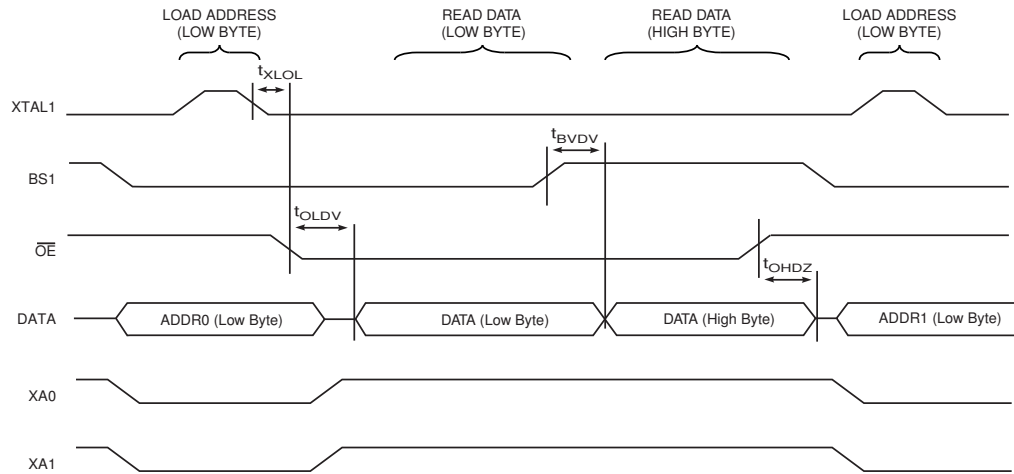 LOAD ADDRESS
(LOW BYTE)
READ DATA
(LOW BYTE)
READ DATA
(HIGH BYTE)
LOAD ADDRESS
(LOW BYTE)
tXLOL
XTAL1
tBVDV
BS1
tOLDV
OE
tOHDZ
DATA
ADDR0 (Low Byte)
DATA (Low Byte)
DATA (High Byte)
ADDR1 (Low Byte)
XA0
XA1